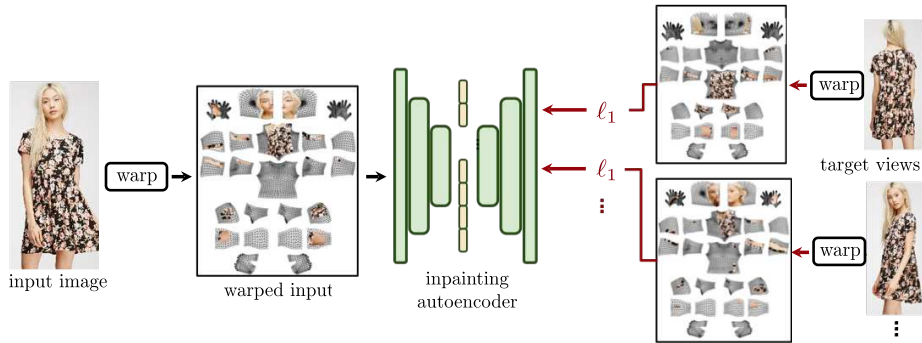 warp
input image
warped input
inpainting
autoencoder
ℓ1
ℓ1
warp
target views
warp